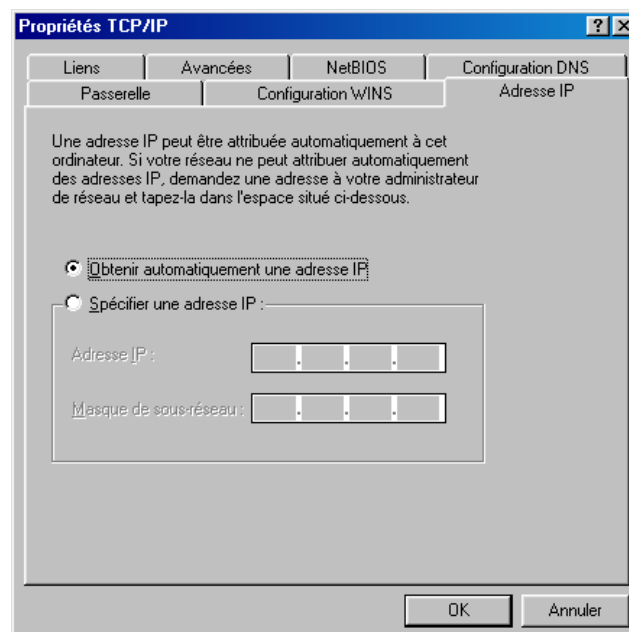 Propriétés TCP/IP
Liens Avancées NetBIOS Configuration DNS
Passerelle Configuration WINS Adresse IP
Une adresse IP peut être attribuée automatiquement à cet
ordinateur. Si votre réseau ne peut attribuer automatiquement
des adresses IP, demandez une adresse à votre administrateur
de réseau et tapez-la dans l'espace situé ci-dessous.
Obtenir automatiquement une adresse IP
Spécifier une adresse IP :
Adresse IP :
Masque de sous-réseau :
OK Annuler